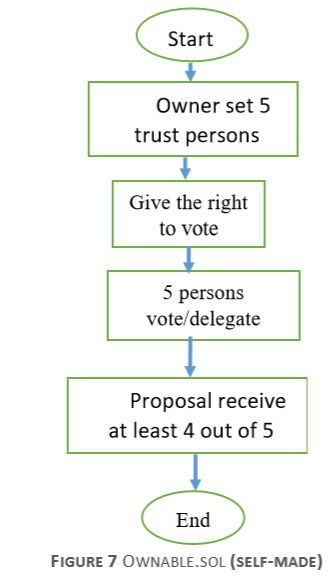 Start
Owner set 5
trust persons
Give the right
to vote
5 persons
vote/delegate
Proposal receive
at least 4 out of 5
End
FIGURE 7 OWNABLE.SOL (SELF-MADE)